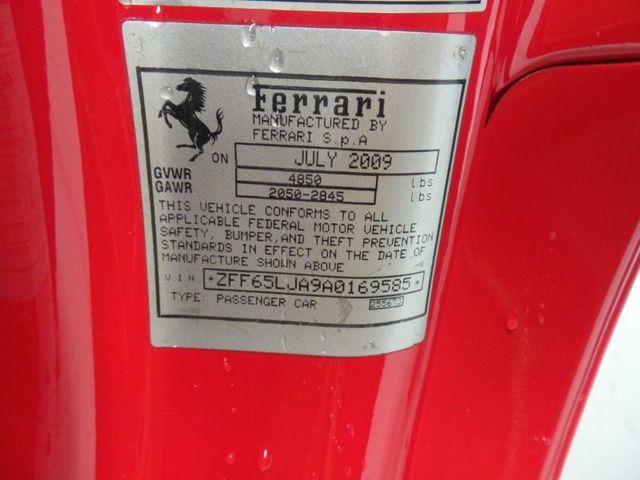 Ferrari
MANUFACTURED BY
FERRARI S.p.A
ON JULY 2009
GVWR 4850 lbs
GAWR 2050-2845 lbs
THIS VEHICLE CONFORMS TO ALL
APPLICABLE FEDERAL MOTOR VEHICLE
SAFETY, BUMPER,AND THEFT PREVENTION
STANDARDS IN EFFECT ON THE DATE OF
MANUFACTURE SHOWN ABOVE
V.I.N *ZFF65LJA9A0169585*
TYPE: PASSENGER CAR